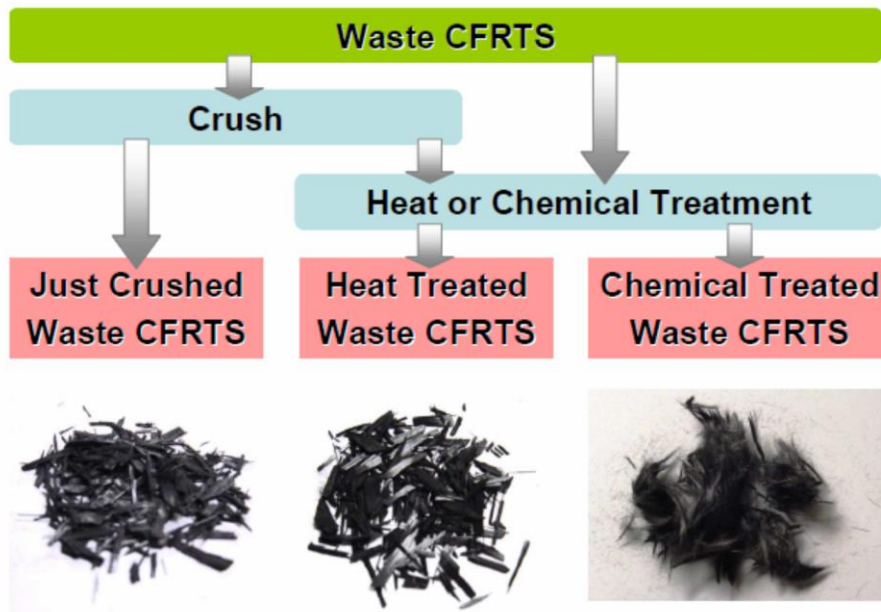 Waste CFRTS
Crush
Heat or Chemical Treatment
Just Crushed
Waste CFRTS
Heat Treated
Waste CFRTS
Chemical Treated
Waste CFRTS